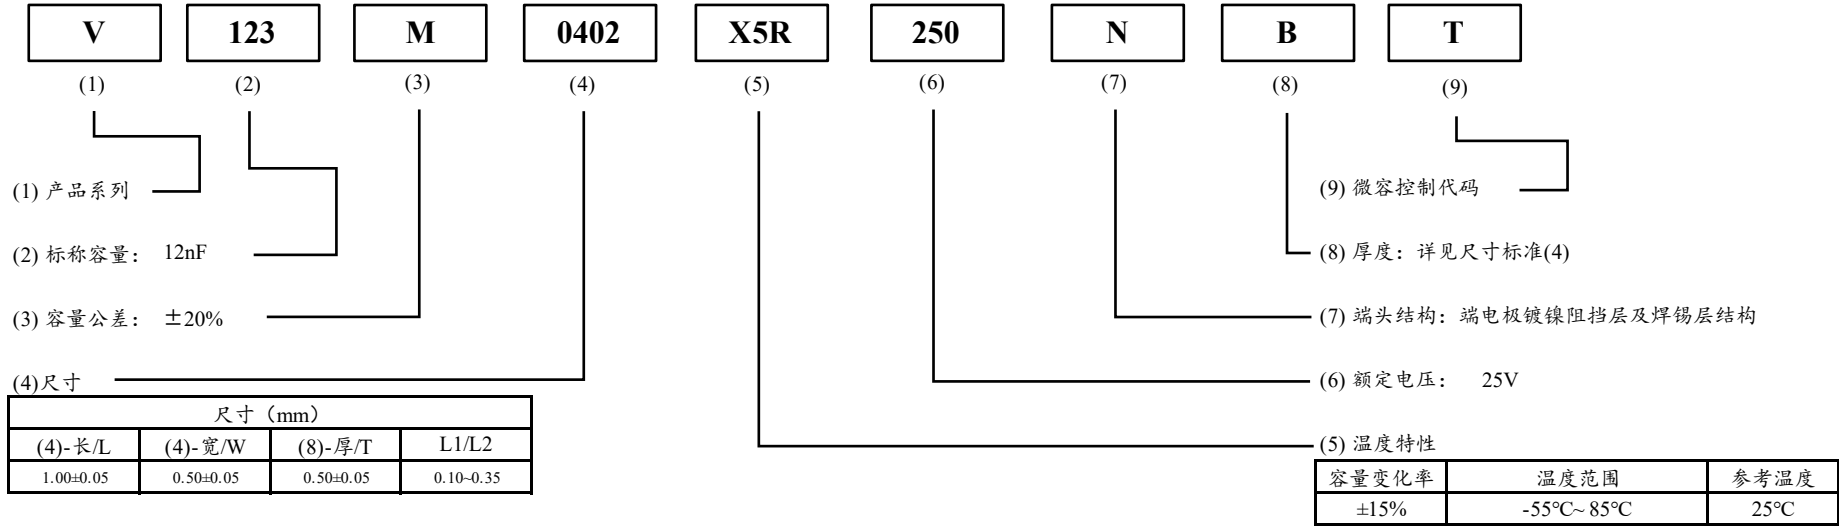 V 123 M 0402 X5R 250 N B T
(1) (2) (3) (4) (5) (6) (7) (8) (9)
(1) 产品系列
(2) 标称容量： 12nF
(3) 容量公差： ±20%
(4)尺寸
尺寸（mm）
(4)-长/L (4)-宽/W (8)-厚/T L1/L2
1.00±0.05 0.50±0.05 0.50±0.05 0.10~0.35
(9) 微容控制代码
(8) 厚度：详见尺寸标准(4)
(7) 端头结构：端电极镀镍阻挡层及焊锡层结构
(6) 额定电压： 25V
(5) 温度特性
容量变化率 温度范围 参考温度
±15% -55℃~ 85℃ 25℃